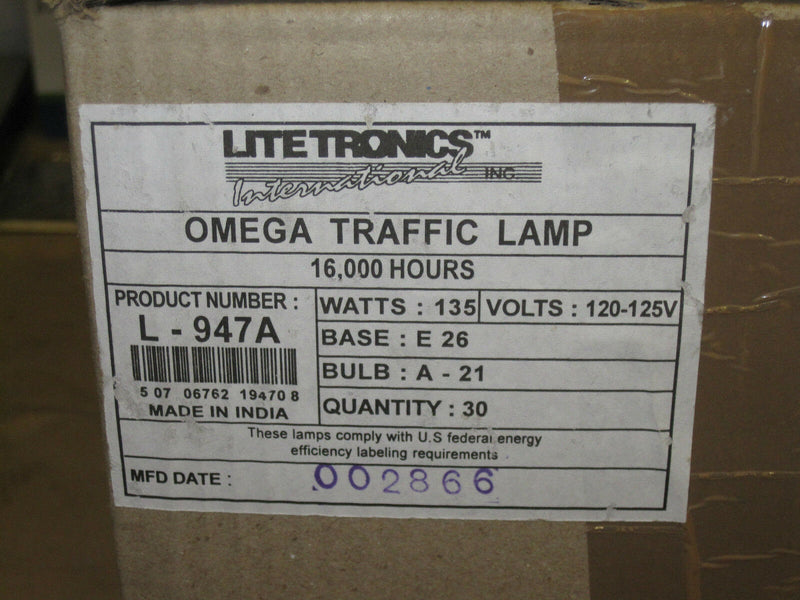 LITETRONICS™
International INC.
OMEGA TRAFFIC LAMP
16,000 HOURS
PRODUCT NUMBER :
L - 947A
5 07 06762 19470 8
MADE IN INDIA
WATTS : 135
VOLTS : 120-125V
BASE : E 26
BULB : A - 21
QUANTITY : 30
These lamps comply with U.S federal energy
efficiency labeling requirements
MFD DATE : 002866